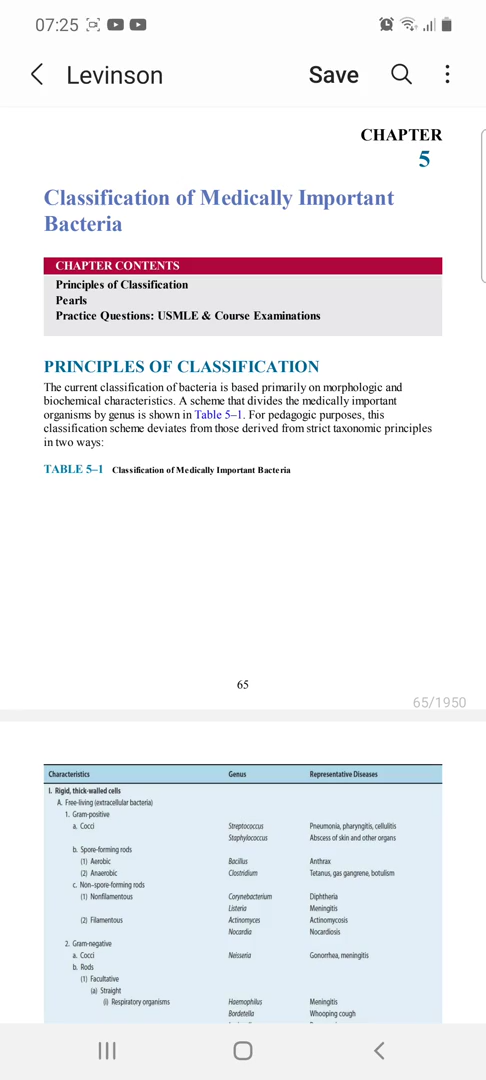 07:25
Levinson Save
CHAPTER
5
Classification of Medically Important
Bacteria
CHAPTER CONTENTS
Principles of Classification
Pearls
Practice Questions: USMLE & Course Examinations
PRINCIPLES OF CLASSIFICATION
The current classification of bacteria is based primarily on morphologic and
biochemical characteristics. A scheme that divides the medically important
organisms by genus is shown in Table 5–1. For pedagogic purposes, this
classification scheme deviates from those derived from strict taxonomic principles
in two ways:
TABLE 5–1 Classification of Medically Important Bacteria
65
65/1950
Characteristics Genus Representative Diseases
I. Rigid, thick-walled cells
A. Free-living (extracellular bacteria)
1. Gram-positive
a. Cocci Streptococcus Pneumonia, pharyngitis, cellulitis
Staphylococcus Abscess of skin and other organs
b. Spore-forming rods
(1) Aerobic Bacillus Anthrax
(2) Anaerobic Clostridium Tetanus, gas gangrene, botulism
c. Non–spore-forming rods
(1) Nonfilamentous Corynebacterium Diphtheria
Listeria Meningitis
(2) Filamentous Actinomyces Actinomycosis
Nocardia Nocardiosis
2. Gram-negative
a. Cocci Neisseria Gonorrhea, meningitis
b. Rods
(1) Facultative
(a) Straight
(i) Respiratory organisms Haemophilus Meningitis
Bordetella Whooping cough